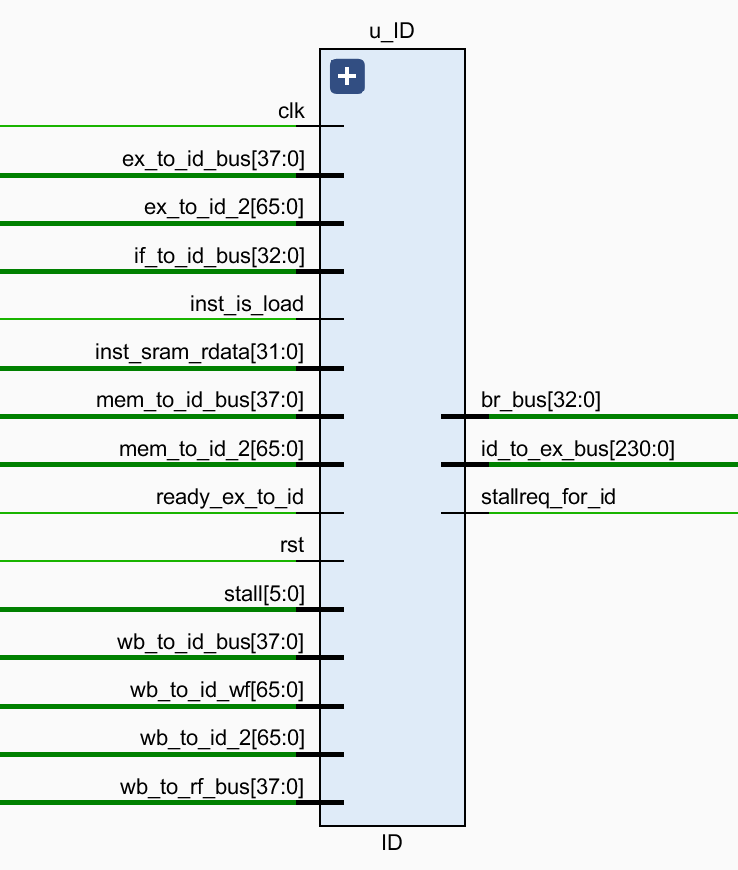 u_ID
clk
ex_to_id_bus[37:0]
ex_to_id_2[65:0]
if_to_id_bus[32:0]
inst_is_load
inst_sram_rdata[31:0]
mem_to_id_bus[37:0]
br_bus[32:0]
mem_to_id_2[65:0]
id_to_ex_bus[230:0]
ready_ex_to_id
stallreq_for_id
rst
stall[5:0]
wb_to_id_bus[37:0]
wb_to_id_wf[65:0]
wb_to_id_2[65:0]
wb_to_rf_bus[37:0]
ID